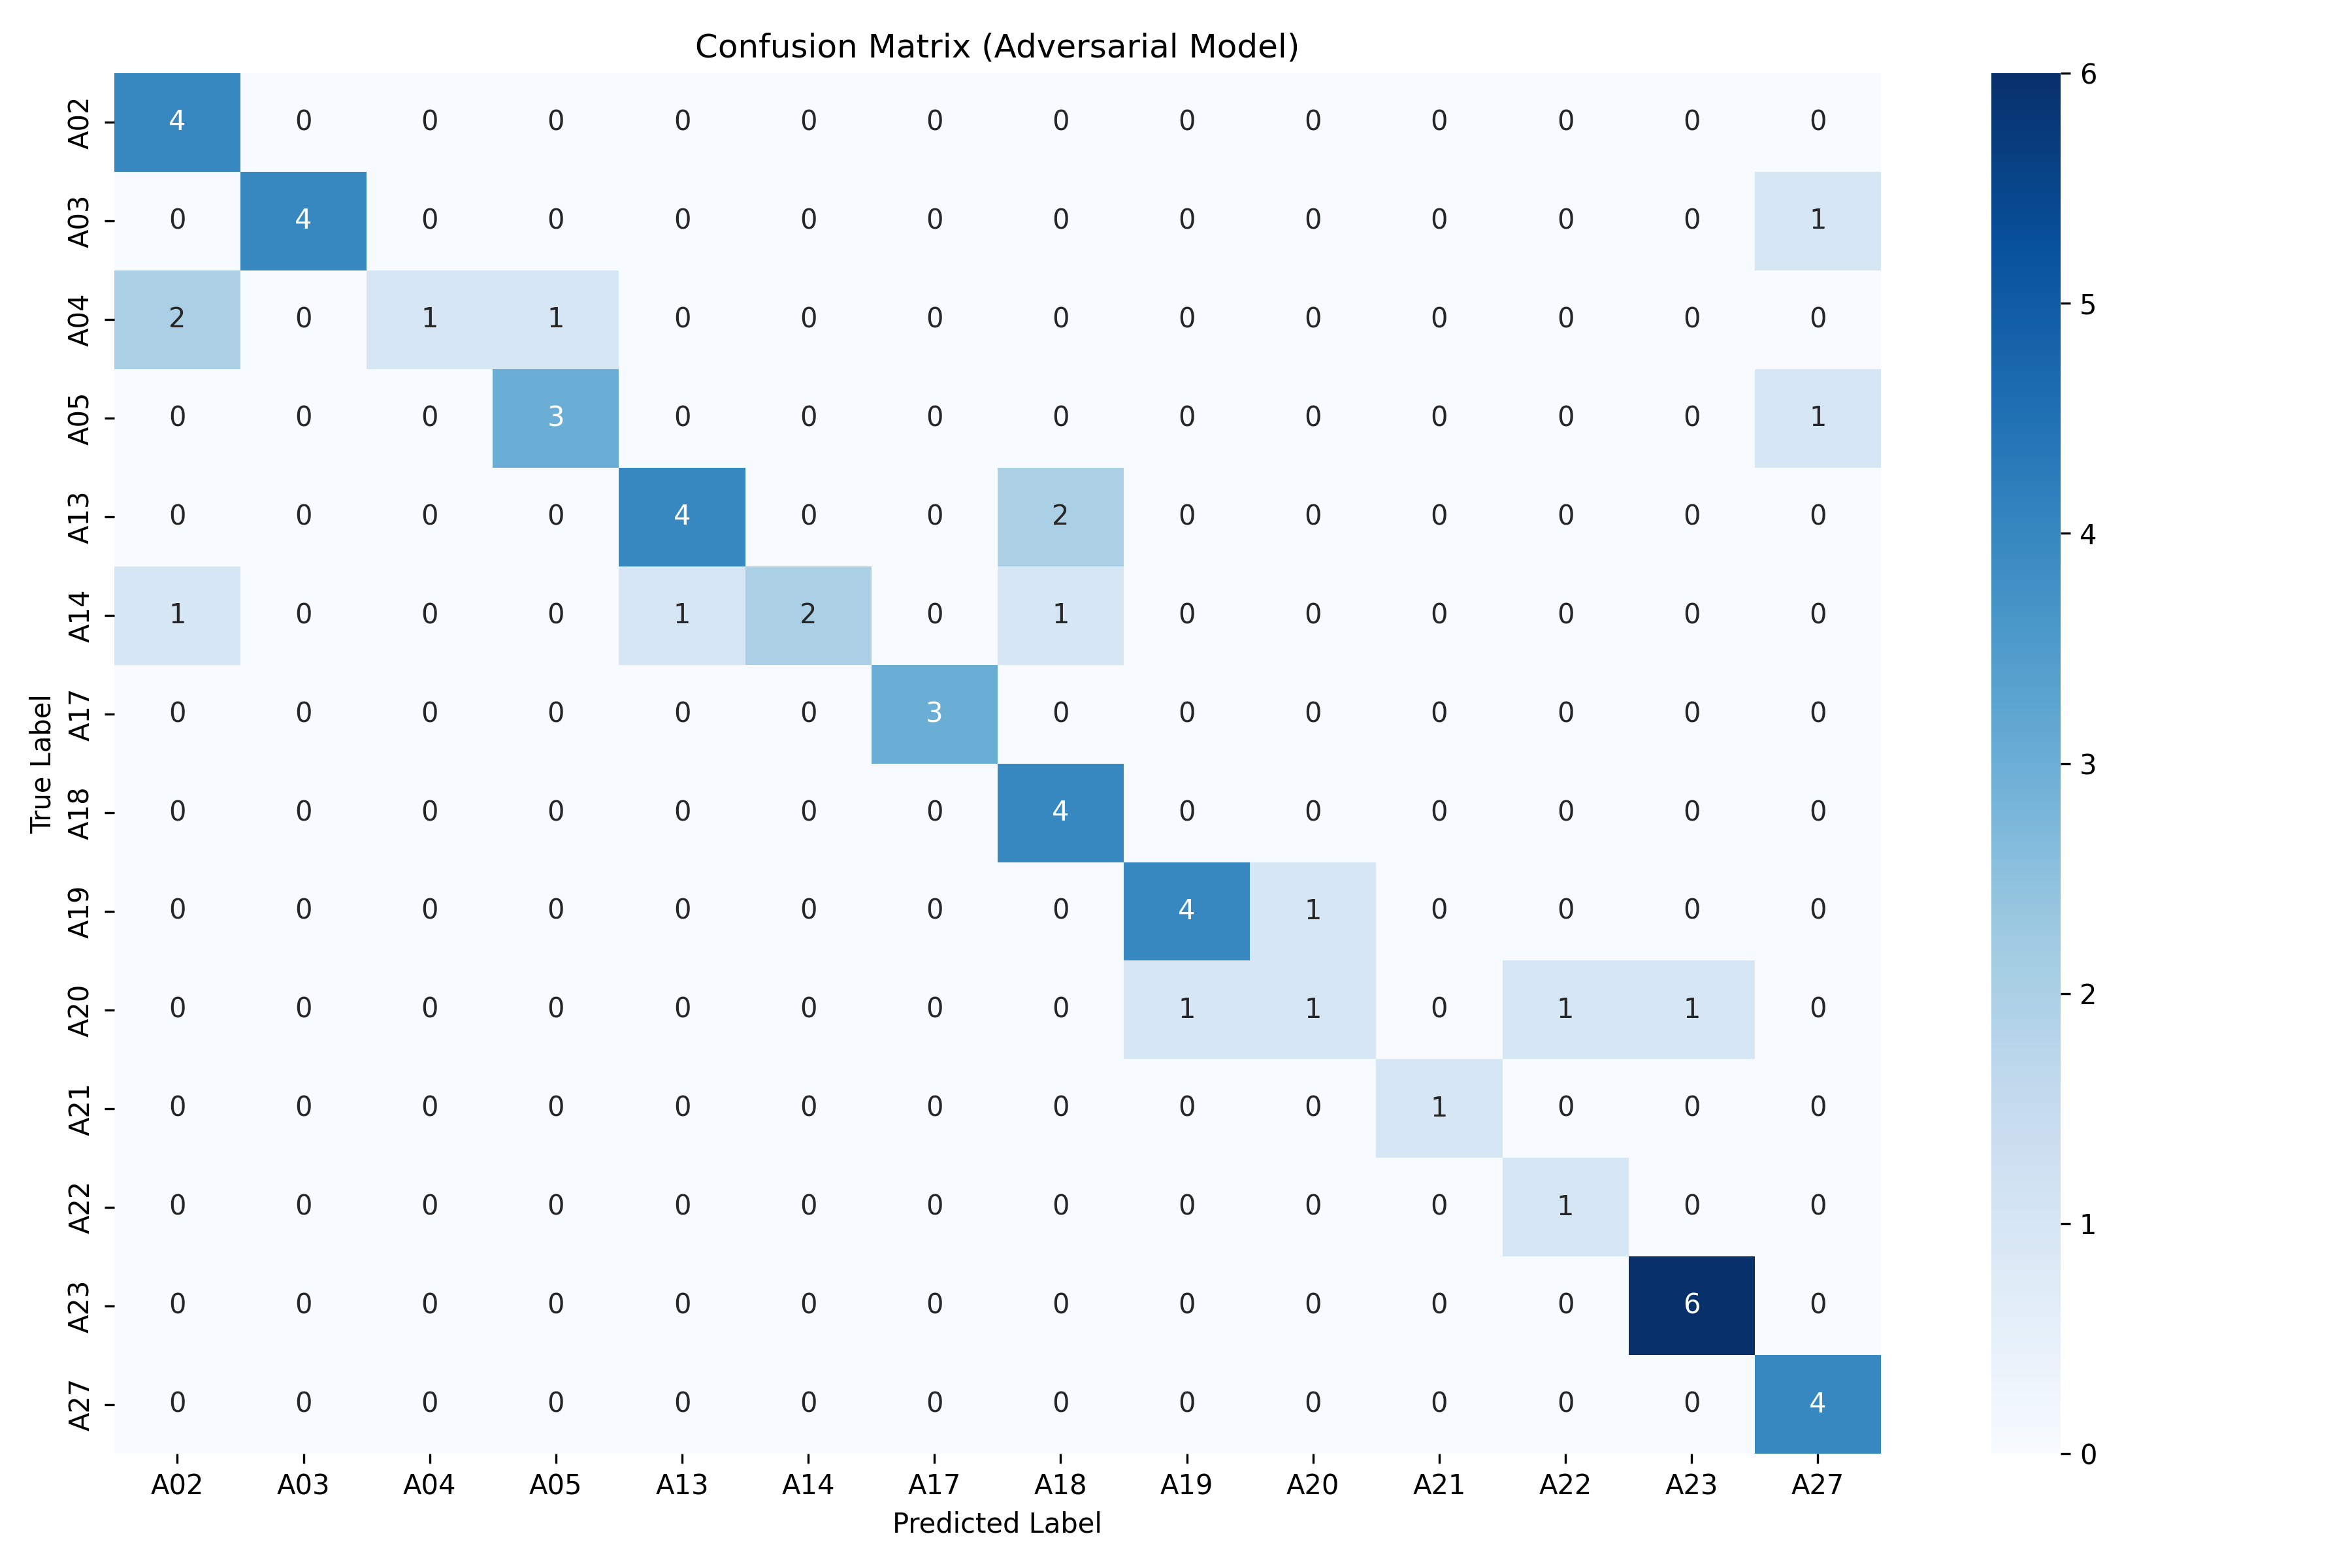 Confusion Matrix (Adversarial Model)
True Label
A02 4 0 0 0 0 0 0 0 0 0 0 0 0 0
A03 0 4 0 0 0 0 0 0 0 0 0 0 0 1
A04 2 0 1 1 0 0 0 0 0 0 0 0 0 0
A05 0 0 0 3 0 0 0 0 0 0 0 0 0 1
A13 0 0 0 0 4 0 0 2 0 0 0 0 0 0
A14 1 0 0 0 1 2 0 1 0 0 0 0 0 0
A17 0 0 0 0 0 0 3 0 0 0 0 0 0 0
A18 0 0 0 0 0 0 0 4 0 0 0 0 0 0
A19 0 0 0 0 0 0 0 0 4 1 0 0 0 0
A20 0 0 0 0 0 0 0 0 1 1 0 1 1 0
A21 0 0 0 0 0 0 0 0 0 0 1 0 0 0
A22 0 0 0 0 0 0 0 0 0 0 0 1 0 0
A23 0 0 0 0 0 0 0 0 0 0 0 0 6 0
A27 0 0 0 0 0 0 0 0 0 0 0 0 0 4
A02 A03 A04 A05 A13 A14 A17 A18 A19 A20 A21 A22 A23 A27
Predicted Label
6
5
4
3
2
1
0